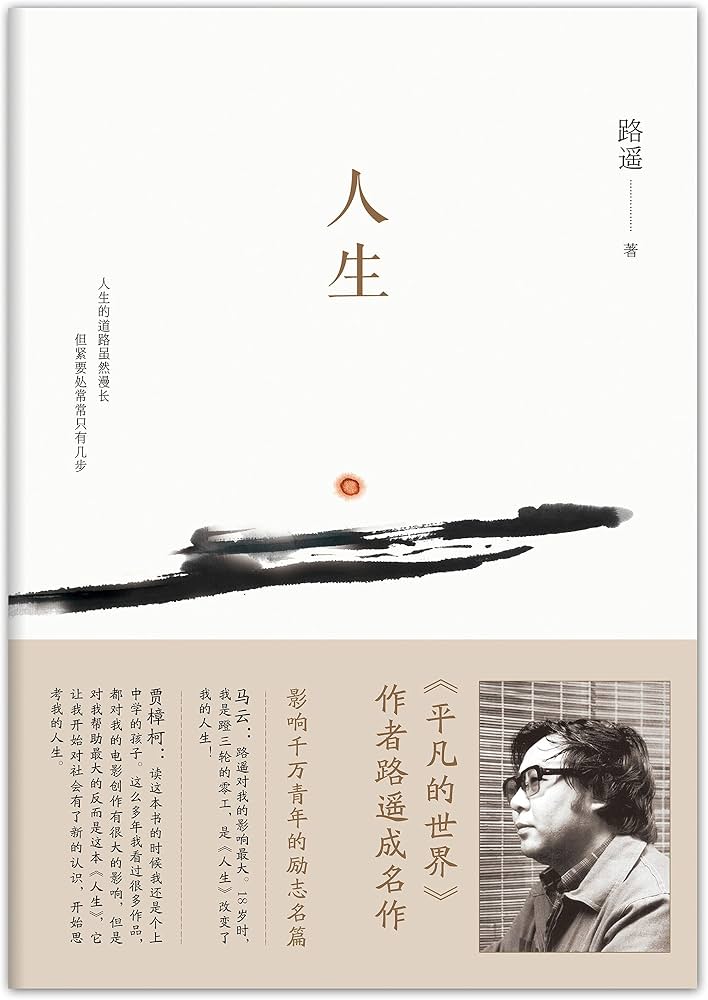 路遥
著
人生
人生的道路虽然漫长
但紧要处常常只有几步
《平凡的世界》
作者路遥成名作
影响千万青年的励志名篇
马云：路遥对我的影响最大。18岁时，
我是蹬三轮的零工，是《人生》改变了
我的人生！
贾樟柯：读这本书的时候我还是个上
中学的孩子。这么多年我看过很多作品，
都对我的电影创作有很大的影响，但是
对我帮助最大的反而是这本《人生》，它
让我开始对社会有了新的认识，开始思
考我的人生。